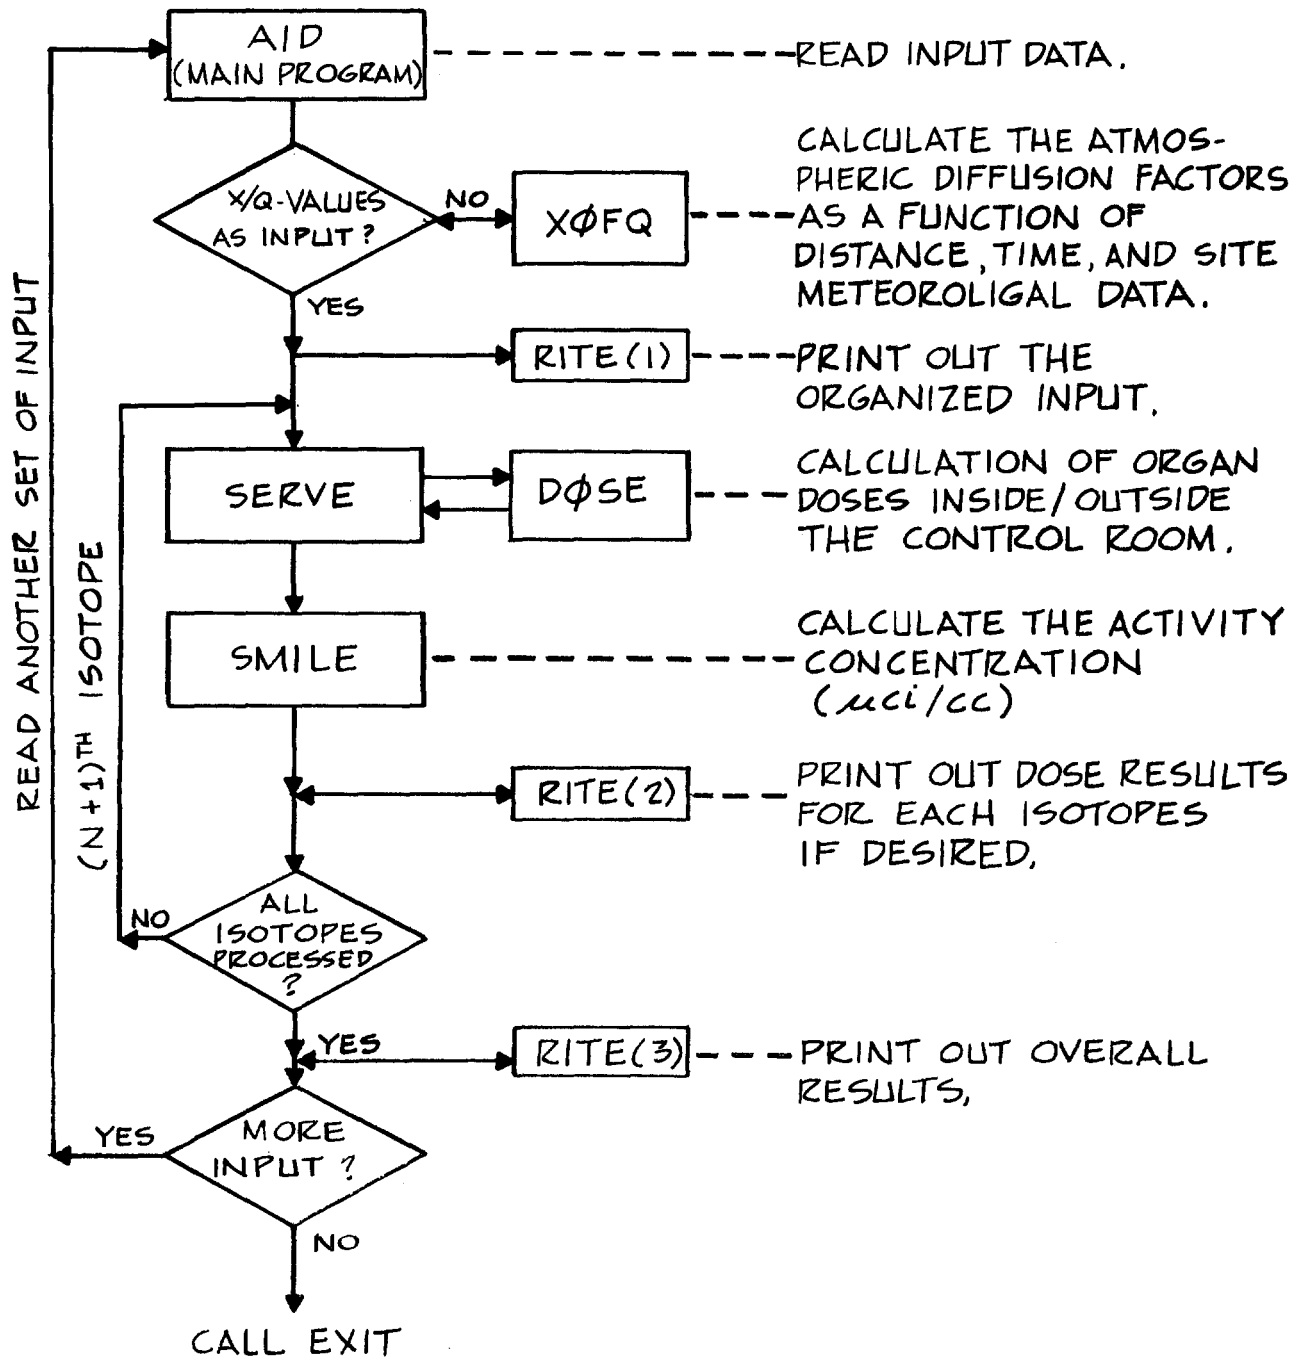 AID
(MAIN PROGRAM)
READ INPUT DATA.
X/Q-VALUES
AS INPUT?
NO
XØFQ
CALCULATE THE ATMOS-
PHERIC DIFFUSION FACTORS
AS A FUNCTION OF
DISTANCE, TIME, AND SITE
METEOROLIGAL DATA.
YES
RITE(1)
PRINT OUT THE
ORGANIZED INPUT.
SERVE
DØSE
CALCULATION OF ORGAN
DOSES INSIDE/OUTSIDE
THE CONTROL ROOM.
SMILE
CALCULATE THE ACTIVITY
CONCENTRATION
(μci/cc)
RITE(2)
PRINT OUT DOSE RESULTS
FOR EACH ISOTOPES
IF DESIRED.
ALL
ISOTOPES
PROCESSED
?
NO
(N+1)TH ISOTOPE
READ ANOTHER SET OF INPUT
YES
RITE(3)
PRINT OUT OVERALL
RESULTS.
MORE
INPUT?
YES
NO
CALL EXIT